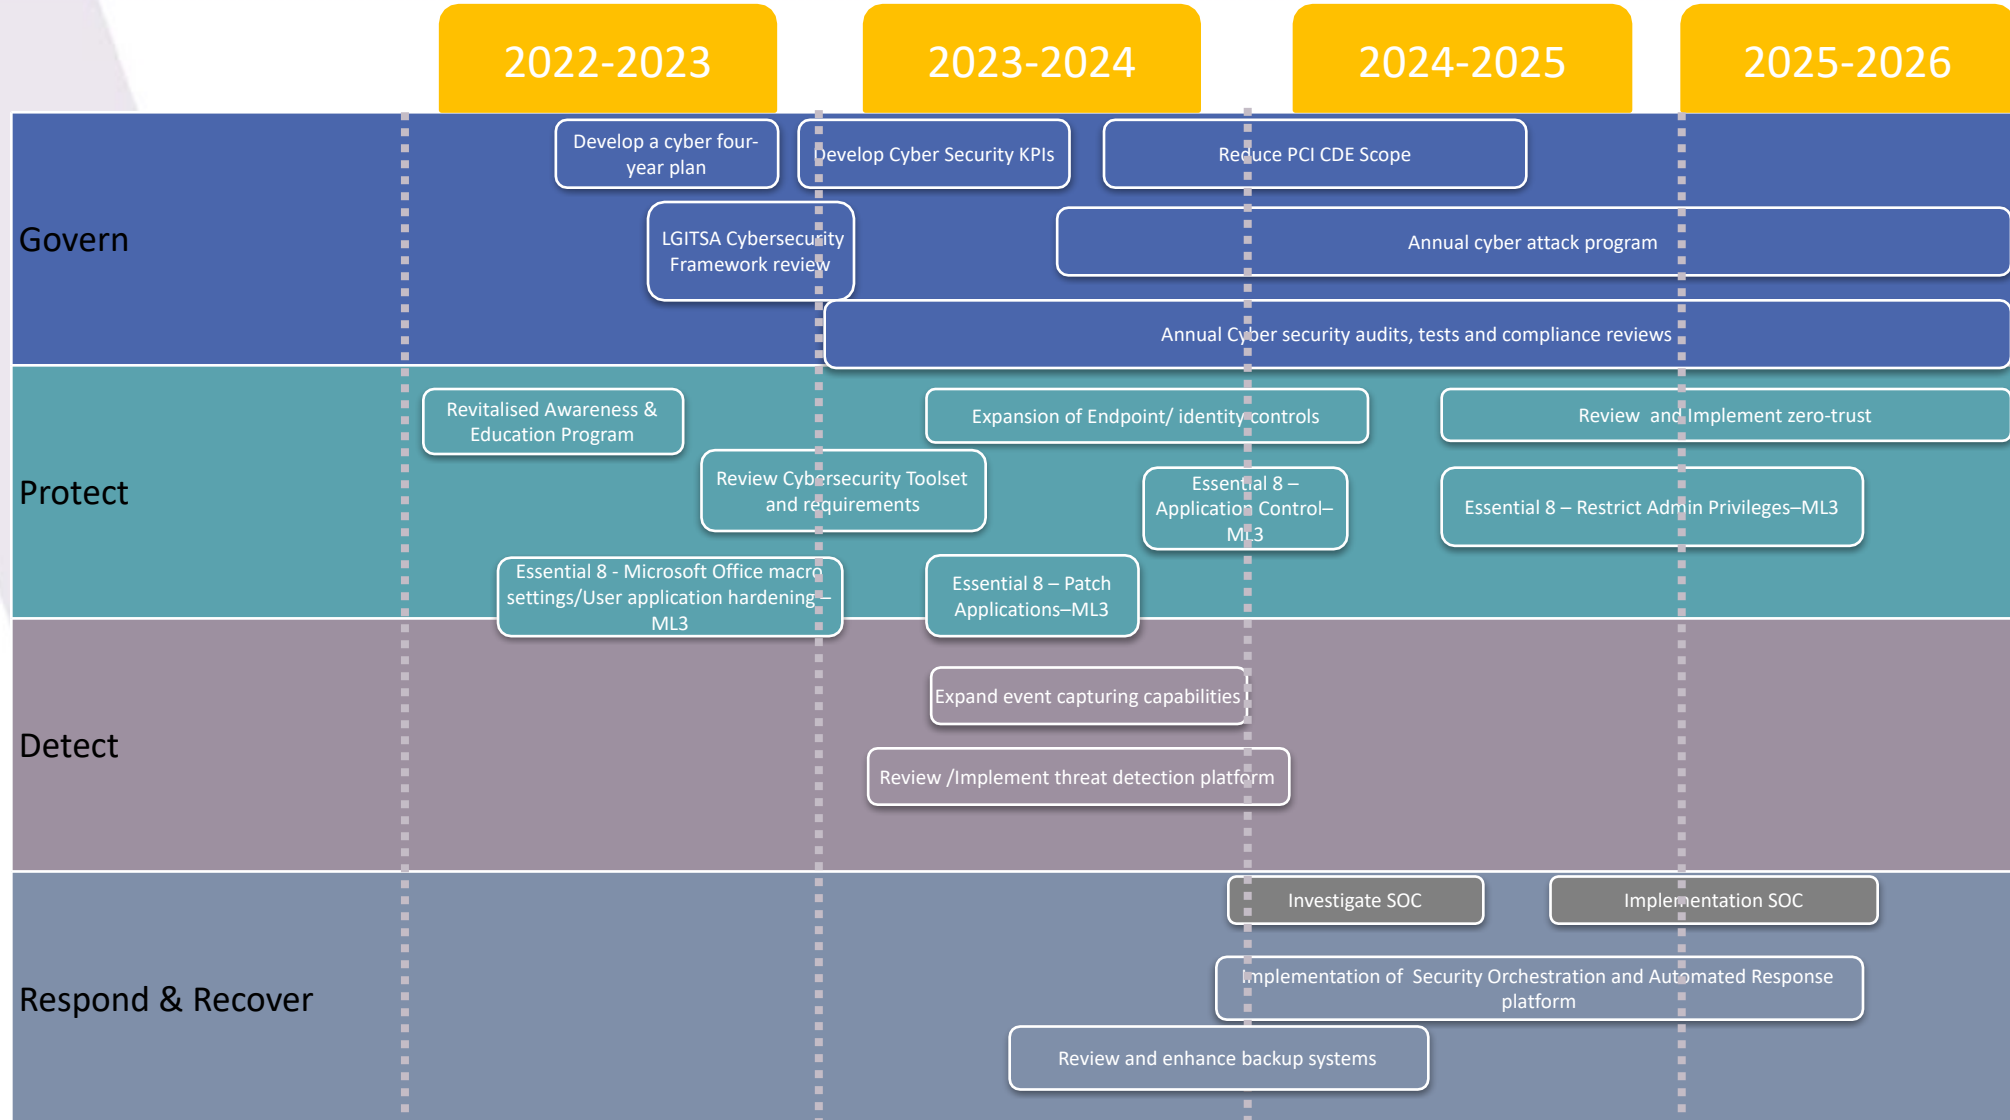 2022-2023
2023-2024
2024-2025
2025-2026
Govern
Develop a cyber four-
year plan
Develop Cyber Security KPIs
Reduce PCI CDE Scope
LGITSA Cybersecurity
Framework review
Annual cyber attack program
Annual Cyber security audits, tests and compliance reviews
Protect
Revitalised Awareness &
Education Program
Expansion of Endpoint/ identity controls
Review  and Implement zero-trust
Review Cybersecurity Toolset
and requirements
Essential 8 –
Application Control–
ML3
Essential 8 – Restrict Admin Privileges–ML3
Essential 8 - Microsoft Office macro
settings/User application hardening –
ML3
Essential 8 – Patch
Applications–ML3
Detect
Expand event capturing capabilities
Review /Implement threat detection platform
Respond & Recover
Investigate SOC
Implementation SOC
Implementation of  Security Orchestration and Automated Response
platform
Review and enhance backup systems